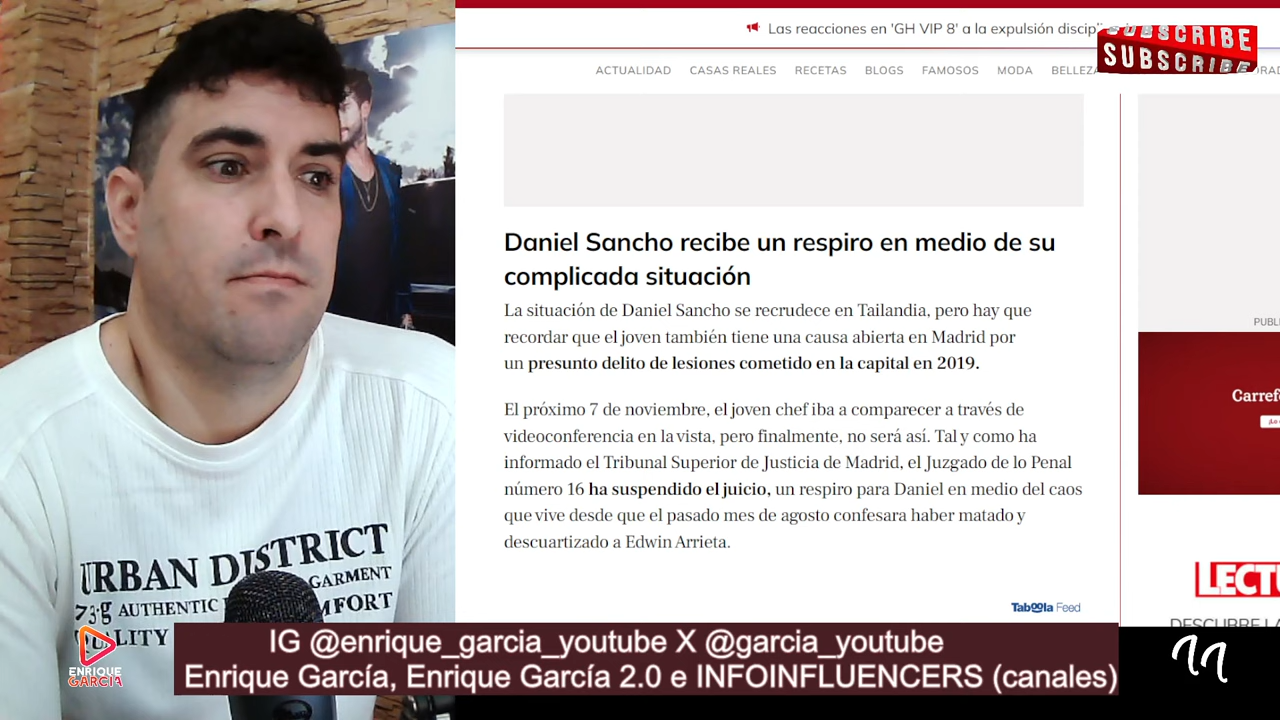 Las reacciones en 'GH VIP 8' a la expulsión
SUBSCRIBE
SUBSCRIBE
ACTUALIDAD CASAS REALES RECETAS BLOGS FAMOSOS MODA
Daniel Sancho recibe un respiro en medio de su
complicada situación
La situación de Daniel Sancho se recrudece en Tailandia, pero hay que
recordar que el joven también tiene una causa abierta en Madrid por
un presunto delito de lesiones cometido en la capital en 2019.
El próximo 7 de noviembre, el joven chef iba a comparecer a través de
videoconferencia en la vista, pero finalmente, no será así. Tal y como ha
informado el Tribunal Superior de Justicia de Madrid, el Juzgado de lo Penal
número 16 ha suspendido el juicio, un respiro para Daniel en medio del caos
que vive desde que el pasado mes de agosto confesara haber matado y
descuartizado a Edwin Arrieta.
Taboola Feed
URBAN DISTRICT
GARMENT
AUTHENTIC
QUALITY
ENRIQUE
GARCÍA
IG @enrique_garcia_youtube X @garcia_youtube
Enrique García, Enrique García 2.0 e INFOINFLUENCERS (canales)